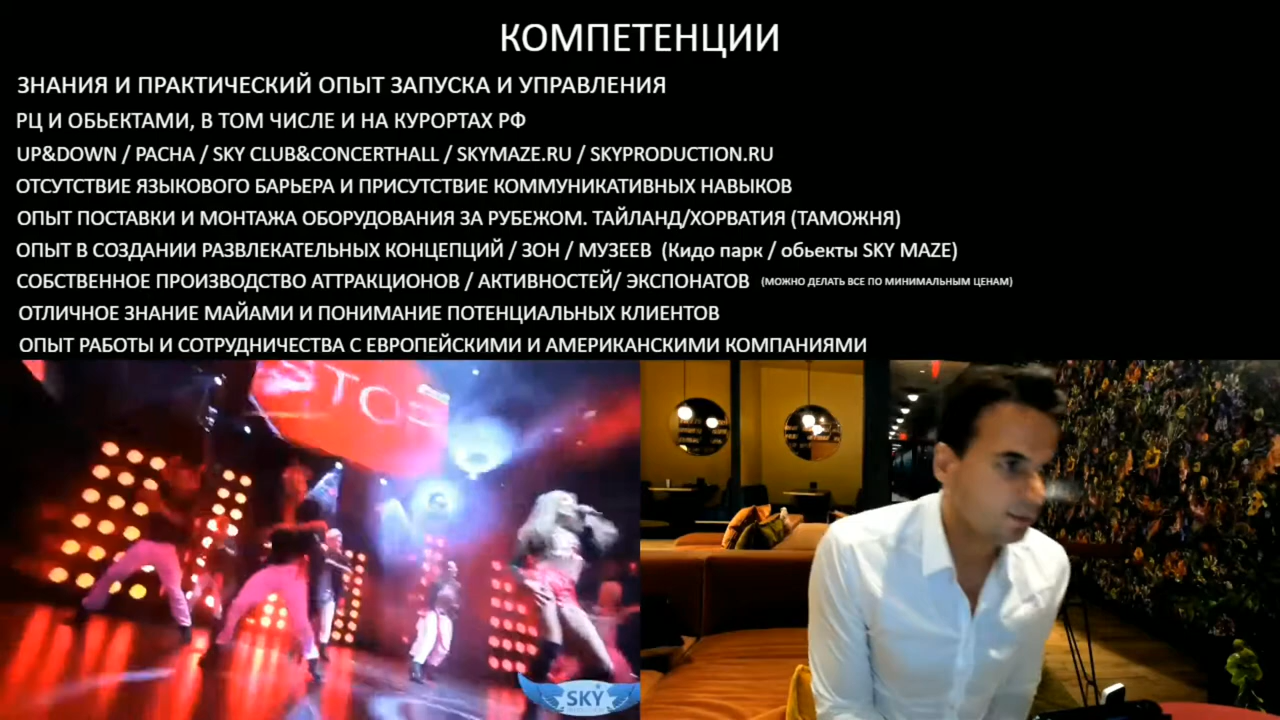 КОМПЕТЕНЦИИ
ЗНАНИЯ И ПРАКТИЧЕСКИЙ ОПЫТ ЗАПУСКА И УПРАВЛЕНИЯ
РЦ И ОБЬЕКТАМИ, В ТОМ ЧИСЛЕ И НА КУРОРТАХ РФ
UP&DOWN / PACHA / SKY CLUB&CONCERTHALL / SKYMAZE.RU / SKYPRODUCTION.RU
ОТСУТСТВИЕ ЯЗЫКОВОГО БАРЬЕРА И ПРИСУТСТВИЕ КОММУНИКАТИВНЫХ НАВЫКОВ
ОПЫТ ПОСТАВКИ И МОНТАЖА ОБОРУДОВАНИЯ ЗА РУБЕЖОМ. ТАЙЛАНД/ХОРВАТИЯ (ТАМОЖНЯ)
ОПЫТ В СОЗДАНИИ РАЗВЛЕКАТЕЛЬНЫХ КОНЦЕПЦИЙ / ЗОН / МУЗЕЕВ (Кидо парк / обьекты SKY MAZE)
СОБСТВЕННОЕ ПРОИЗВОДСТВО АТТРАКЦИОНОВ / АКТИВНОСТЕЙ/ ЭКСПОНАТОВ (МОЖНО ДЕЛАТЬ ВСЕ ПО МИНИМАЛЬНЫМ ЦЕНАМ)
ОТЛИЧНОЕ ЗНАНИЕ МАЙАМИ И ПОНИМАНИЕ ПОТЕНЦИАЛЬНЫХ КЛИЕНТОВ
ОПЫТ РАБОТЫ И СОТРУДНИЧЕСТВА С ЕВРОПЕЙСКИМИ И АМЕРИКАНСКИМИ КОМПАНИЯМИ
SKY